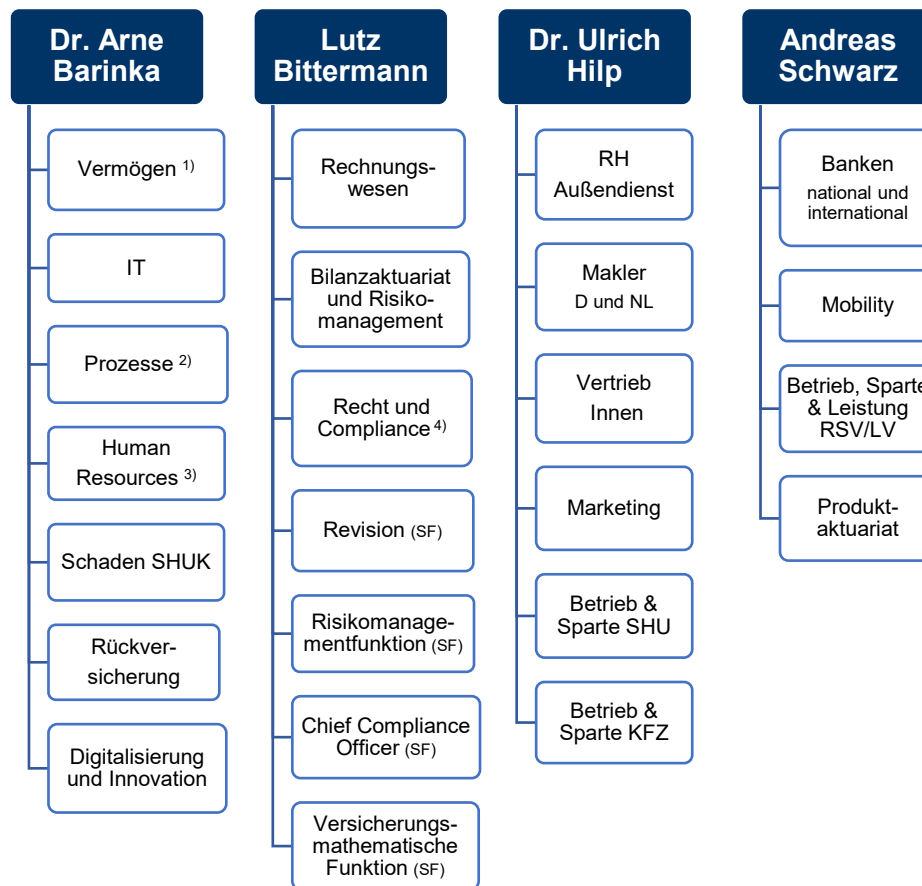 Dr. Arne
Barinka
Vermögen 1)
IT
Prozesse 2)
Human
Resources 3)
Schaden SHUK
Rückver-
sicherung
Digitalisierung
und Innovation
Lutz
Bittermann
Rechnungs-
wesen
Bilanzaktuariat
und Risiko-
management
Recht und
Compliance 4)
Revision (SF)
Risikomanage-
mentfunktion (SF)
Chief Compliance
Officer (SF)
Versicherungs-
mathematische
Funktion (SF)
Dr. Ulrich
Hilp
RH
Außendienst
Makler
D und NL
Vertrieb
Innen
Marketing
Betrieb &
Sparte SHU
Betrieb &
Sparte KFZ
Andreas
Schwarz
Banken
national und
international
Mobility
Betrieb, Sparte
& Leistung
RSV/LV
Produkt-
aktuariat